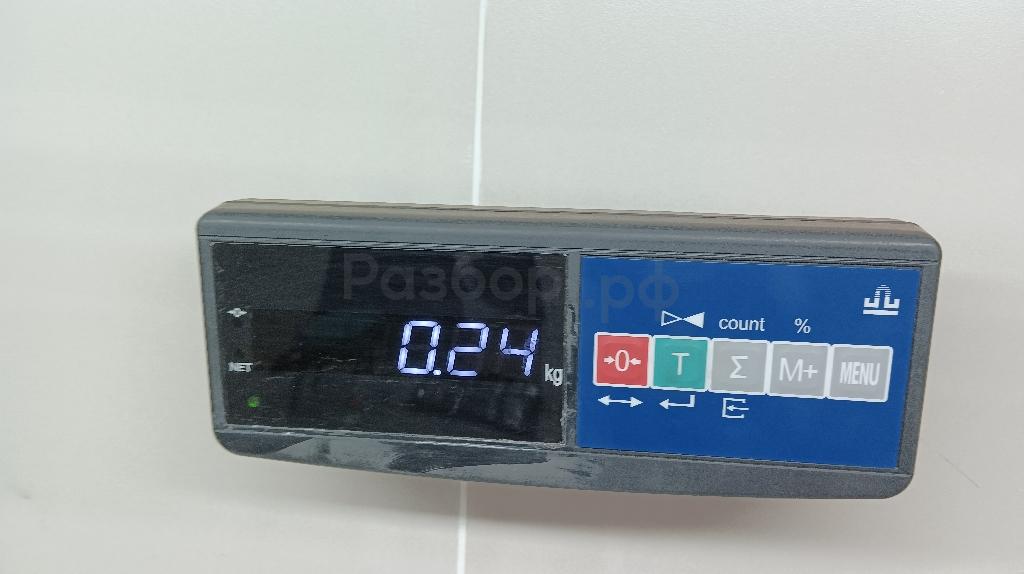 Разбор.рф
0.24 kg
NET
count %
→0← T Σ M+ MENU